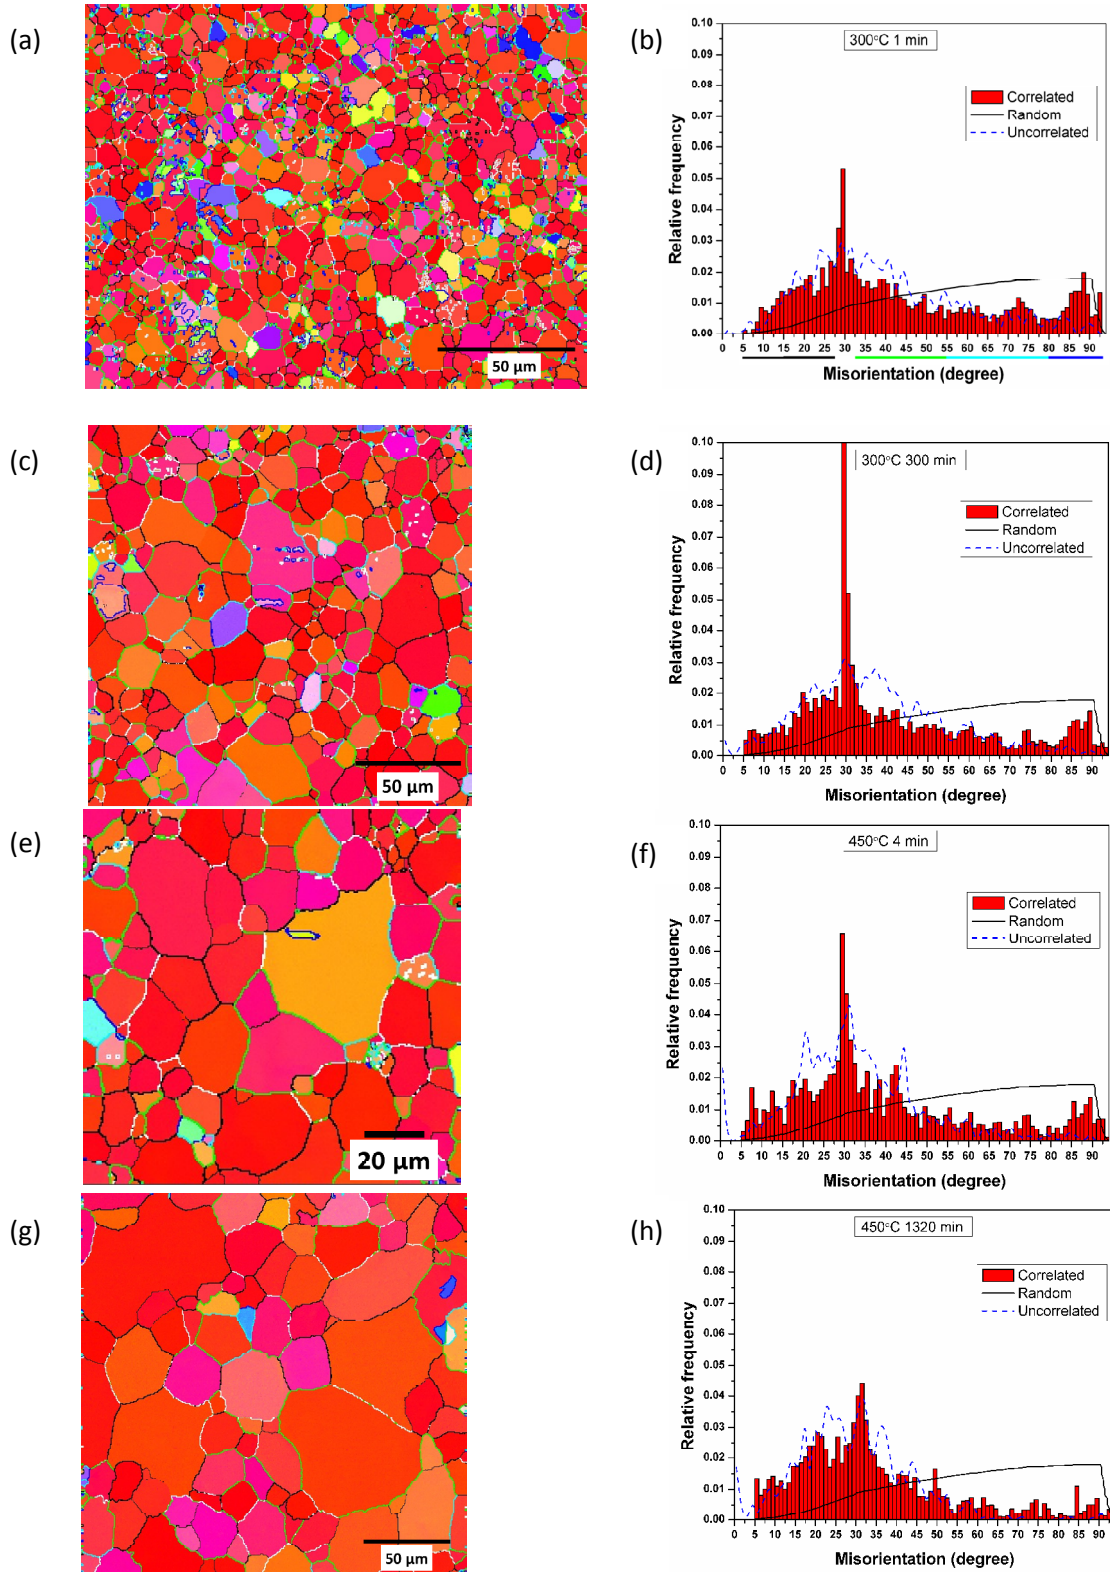 (a)
50 µm
(b)
300°C 1 min
Correlated
Random
Uncorrelated
Relative frequency
0.10
0.09
0.08
0.07
0.06
0.05
0.04
0.03
0.02
0.01
0.00
0 5 10 15 20 25 30 35 40 45 50 55 60 65 70 75 80 85 90
Misorientation (degree)
(c)
50 µm
(d)
300°C 300 min
Correlated
Random
Uncorrelated
Relative frequency
0.10
0.09
0.08
0.07
0.06
0.05
0.04
0.03
0.02
0.01
0.00
0 5 10 15 20 25 30 35 40 45 50 55 60 65 70 75 80 85 90
Misorientation (degree)
(e)
20 µm
(f)
450°C 4 min
Correlated
Random
Uncorrelated
Relative frequency
0.10
0.09
0.08
0.07
0.06
0.05
0.04
0.03
0.02
0.01
0.00
0 5 10 15 20 25 30 35 40 45 50 55 60 65 70 75 80 85 90
Misorientation (degree)
(g)
50 µm
(h)
450°C 1320 min
Correlated
Random
Uncorrelated
Relative frequency
0.10
0.09
0.08
0.07
0.06
0.05
0.04
0.03
0.02
0.01
0.00
0 5 10 15 20 25 30 35 40 45 50 55 60 65 70 75 80 85 90
Misorientation (degree)